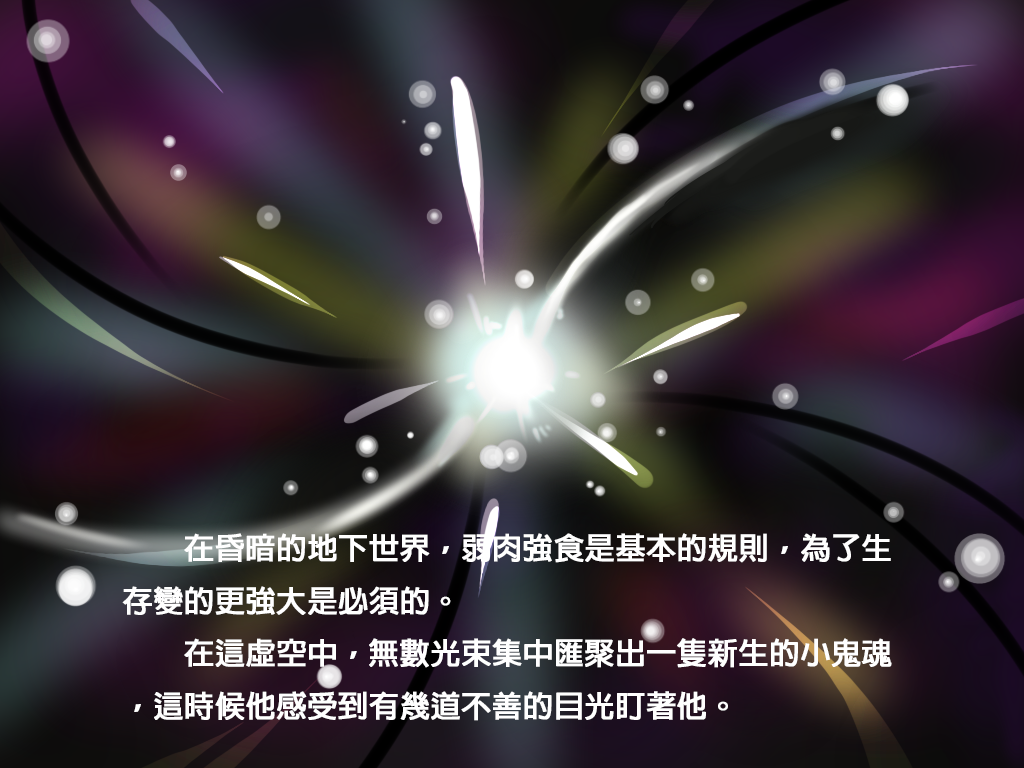 在昏暗的地下世界，弱肉強食是基本的規則，為了生
存變的更強大是必須的。
在這虛空中，無數光束集中匯聚出一隻新生的小鬼魂
，這時候他感受到有幾道不善的目光盯著他。